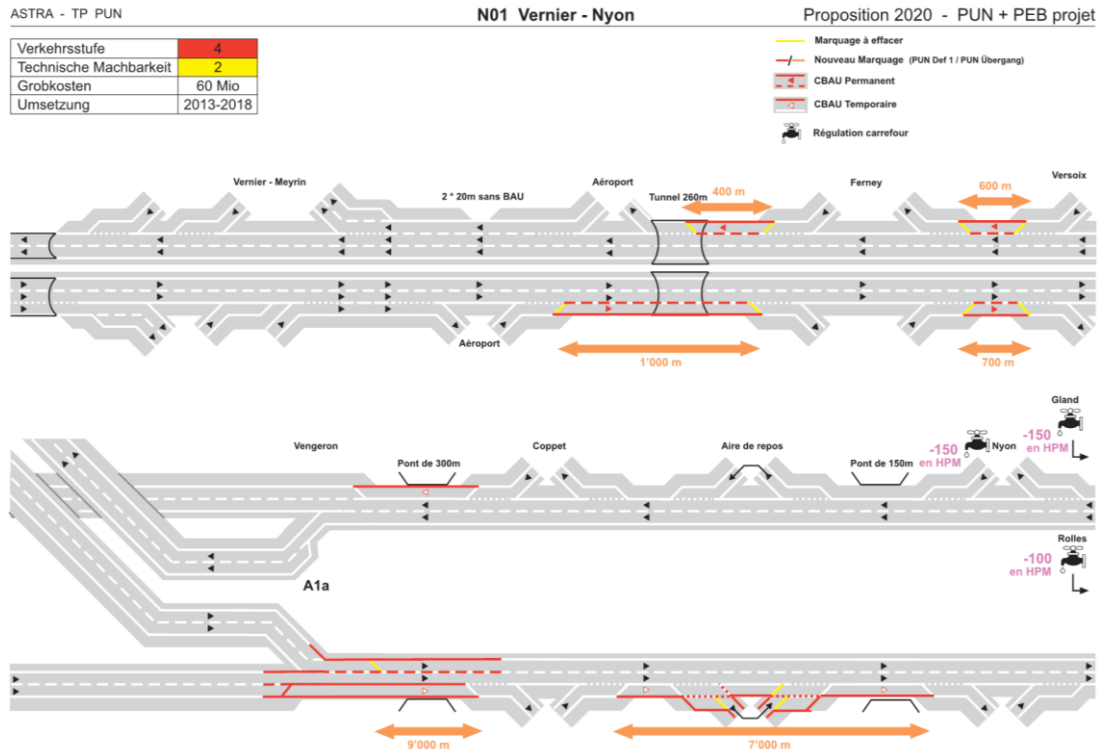 ASTRA - TP PUN
N01 Vernier - Nyon
Proposition 2020 - PUN + PEB projet
Verkehrsstufe 4
Technische Machbarkeit 2
Grobkosten 60 Mio
Umsetzung 2013-2018
Marquage à effacer
Nouveau Marquage (PUN Def 1 / PUN Übergang)
CBAU Permanent
CBAU Temporaire
Régulation carrefour
Vernier - Meyrin
2 * 20m sans BAU
Aéroport
Tunnel 260m
400 m
Ferney
600 m
Versoix
Aéroport
1'000 m
700 m
Gland
-150
en HPM
Nyon
-150
en HPM
Vengeron
Pont de 300m
Coppet
Aire de repos
Pont de 150m
Rolles
-100
en HPM
A1a
9'000 m
7'000 m